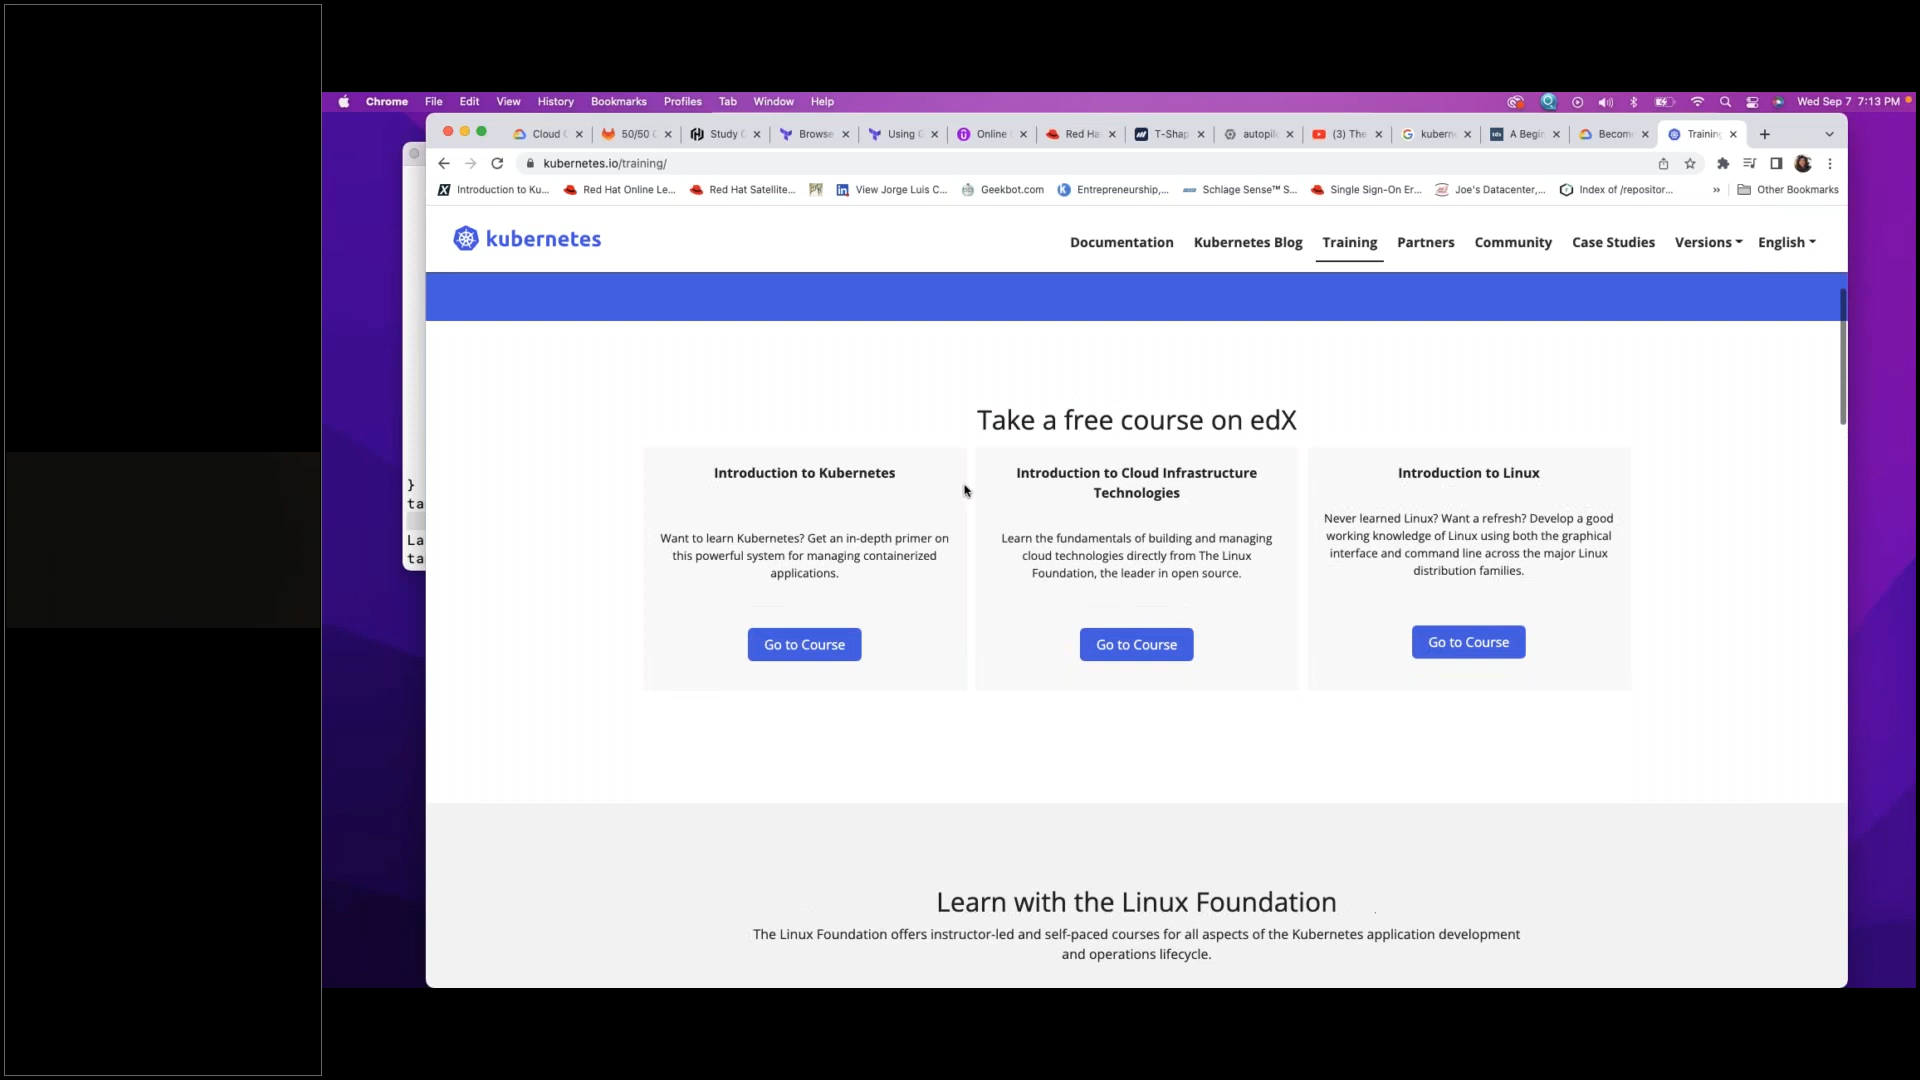 Chrome File Edit View History Bookmarks Profiles Tab Window Help Wed Sep 7 7:13 PM
Cloud 50/50 Study Browse Using Online Red Ha T-Shap autopil (3) The kubern A Begin Becom Training
kubernetes.io/training/
Introduction to Ku... Red Hat Online Le... Red Hat Satellite... View Jorge Luis C... Geekbot.com Entrepreneurship,... Schlage Sense™ S... Single Sign-On Er... Joe's Datacenter,... Index of /repositor... » Other Bookmarks
kubernetes Documentation Kubernetes Blog Training Partners Community Case Studies Versions English
}
ta
La
ta
Take a free course on edX
Introduction to Kubernetes
Want to learn Kubernetes? Get an in-depth primer on
this powerful system for managing containerized
applications.
Go to Course
Introduction to Cloud Infrastructure
Technologies
Learn the fundamentals of building and managing
cloud technologies directly from The Linux
Foundation, the leader in open source.
Go to Course
Introduction to Linux
Never learned Linux? Want a refresh? Develop a good
working knowledge of Linux using both the graphical
interface and command line across the major Linux
distribution families.
Go to Course
Learn with the Linux Foundation
The Linux Foundation offers instructor-led and self-paced courses for all aspects of the Kubernetes application development
and operations lifecycle.